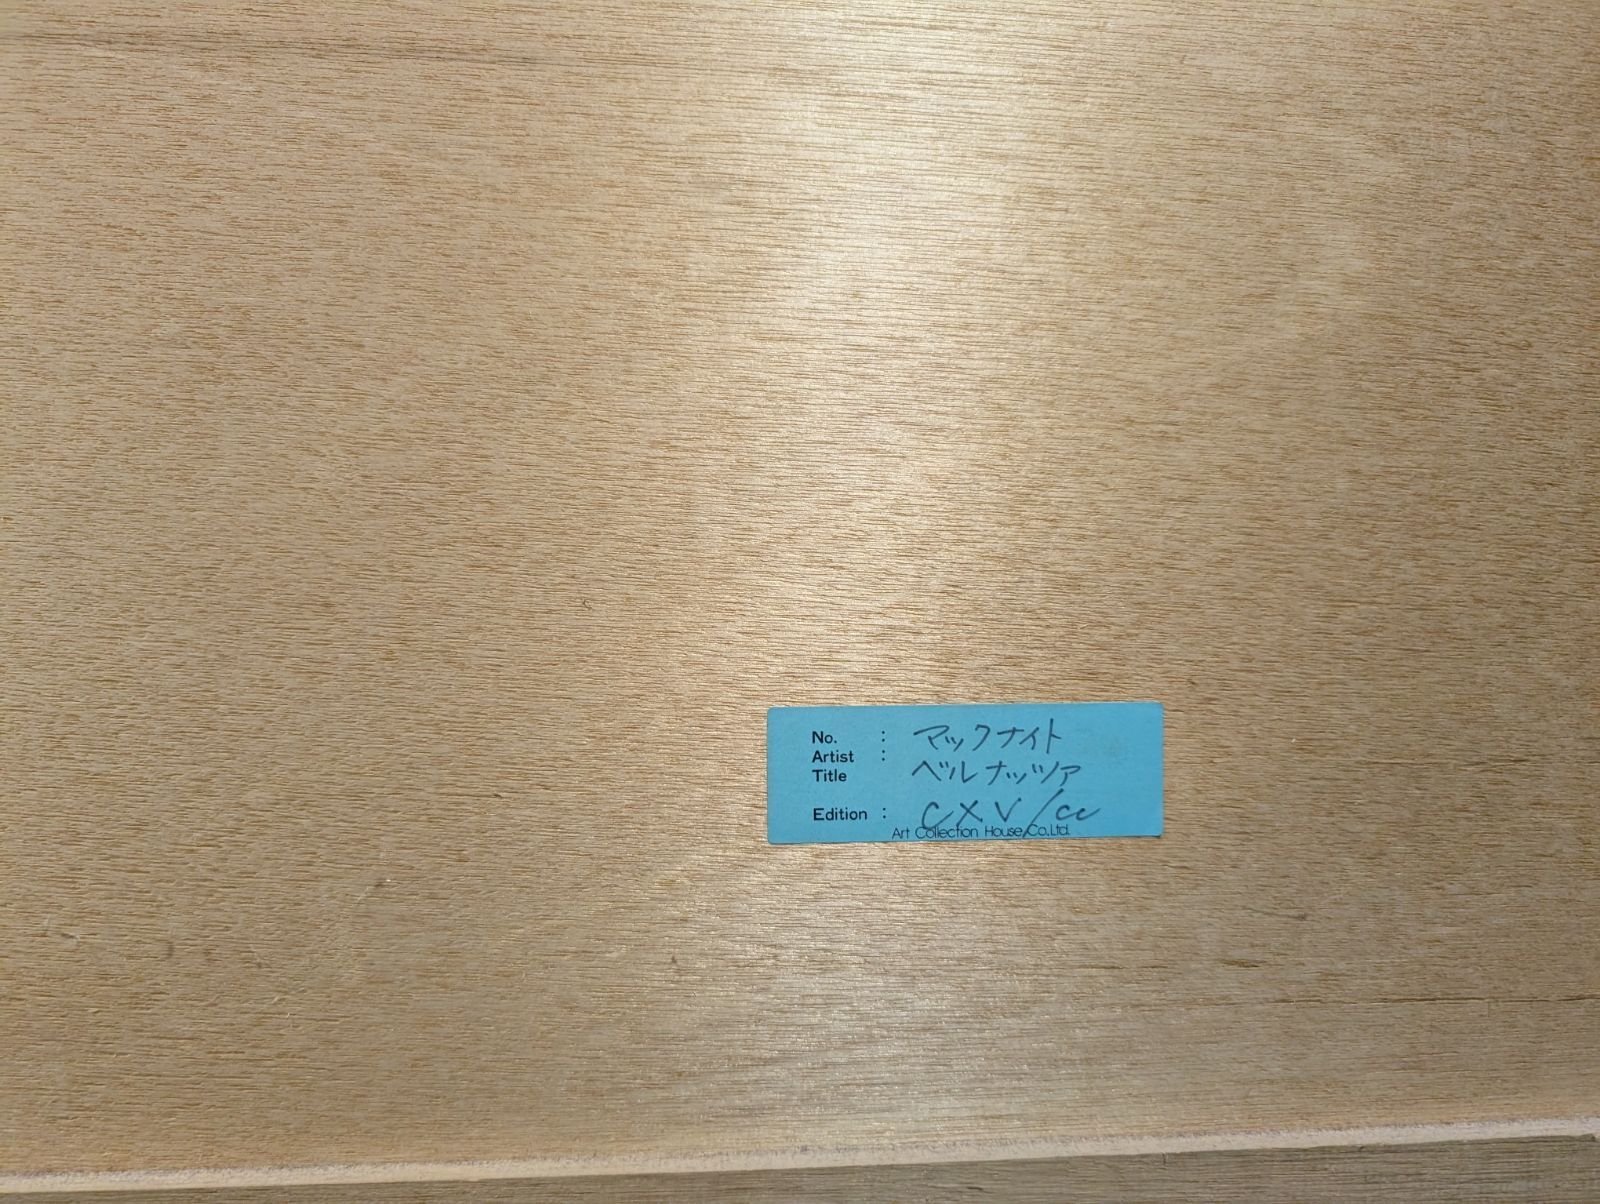 No. : マックナイト
Artist :
Title ベルナッツァ
Edition : CXV/CC
Art Collection House Co.,Ltd.